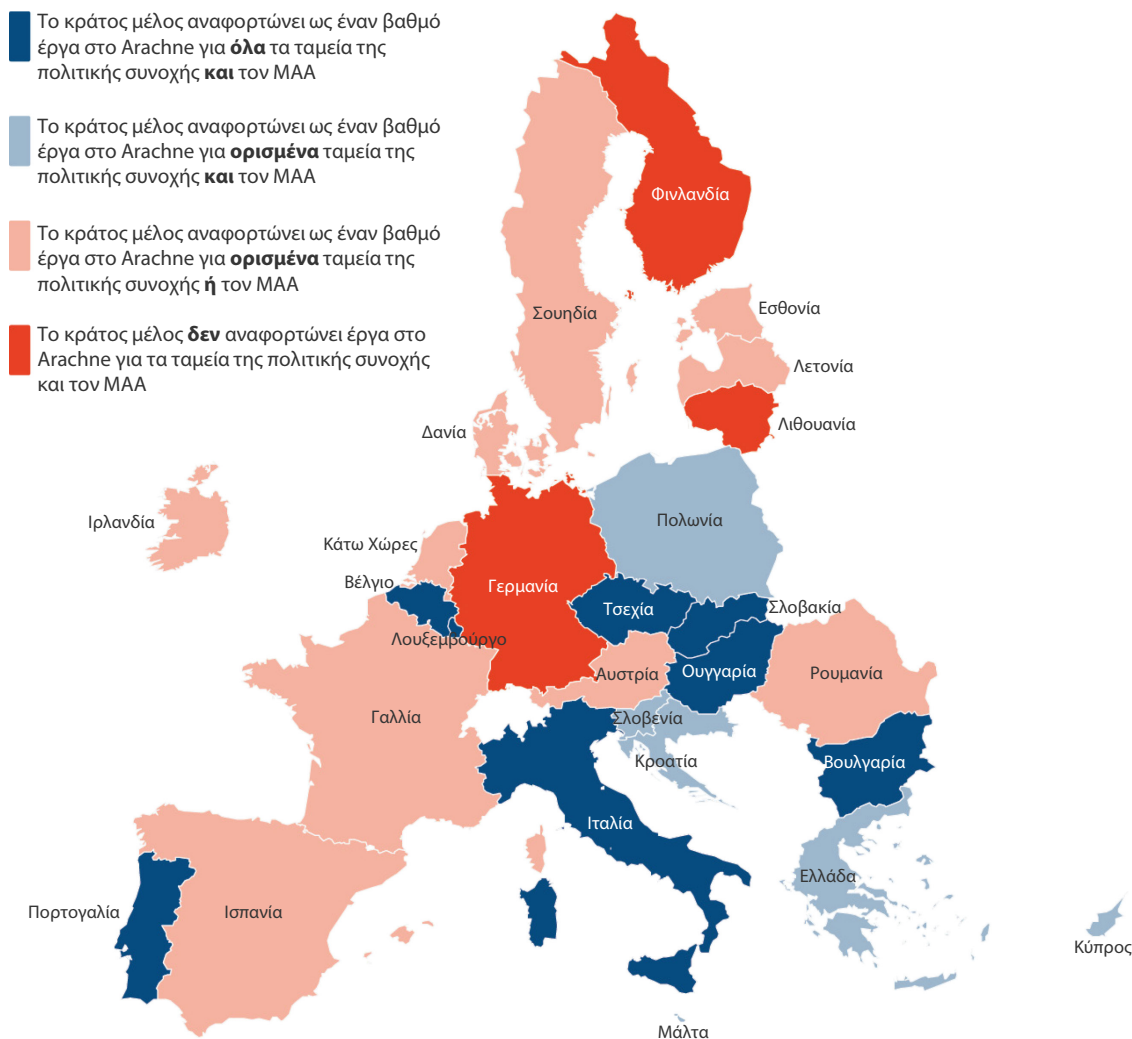 Το κράτος μέλος αναφορτώνει ως έναν βαθμό
έργα στο Arachne για όλα τα ταμεία της
πολιτικής συνοχής και τον ΜΑΑ
Το κράτος μέλος αναφορτώνει ως έναν βαθμό
έργα στο Arachne για ορισμένα ταμεία της
πολιτικής συνοχής και τον ΜΑΑ
Το κράτος μέλος αναφορτώνει ως έναν βαθμό
έργα στο Arachne για ορισμένα ταμεία της
πολιτικής συνοχής ή τον ΜΑΑ
Το κράτος μέλος δεν αναφορτώνει έργα στο
Arachne για τα ταμεία της πολιτικής συνοχής
και τον ΜΑΑ
Φινλανδία
Σουηδία
Εσθονία
Λετονία
Λιθουανία
Δανία
Ιρλανδία
Πολωνία
Κάτω Χώρες
Βέλγιο
Γερμανία
Τσεχία
Σλοβακία
Λουξεμβούργο
Αυστρία
Ουγγαρία
Ρουμανία
Γαλλία
Σλοβενία
Κροατία
Βουλγαρία
Ιταλία
Ελλάδα
Πορτογαλία
Ισπανία
Κύπρος
Μάλτα